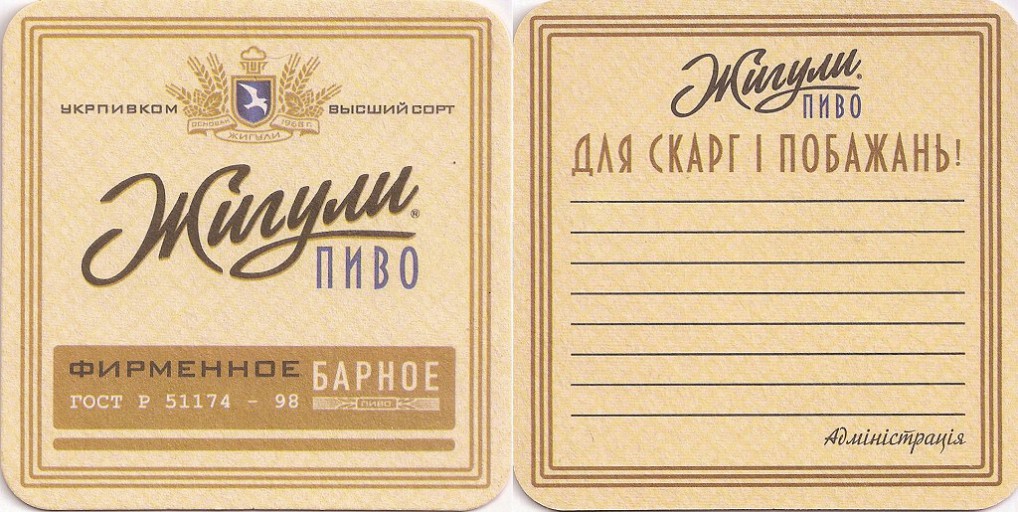 УКРПИВКОМ
ВЫСШИЙ СОРТ
ОСНОВАН 1968 г.
ЖИГУЛИ
Жигули®
ПИВО
ФИРМЕННОЕ
БАРНОЕ
ГОСТ Р 51174 - 98
ПИВО
Жигули®
ПИВО
ДЛЯ СКАРГ І ПОБАЖАНЬ!
Адміністрація